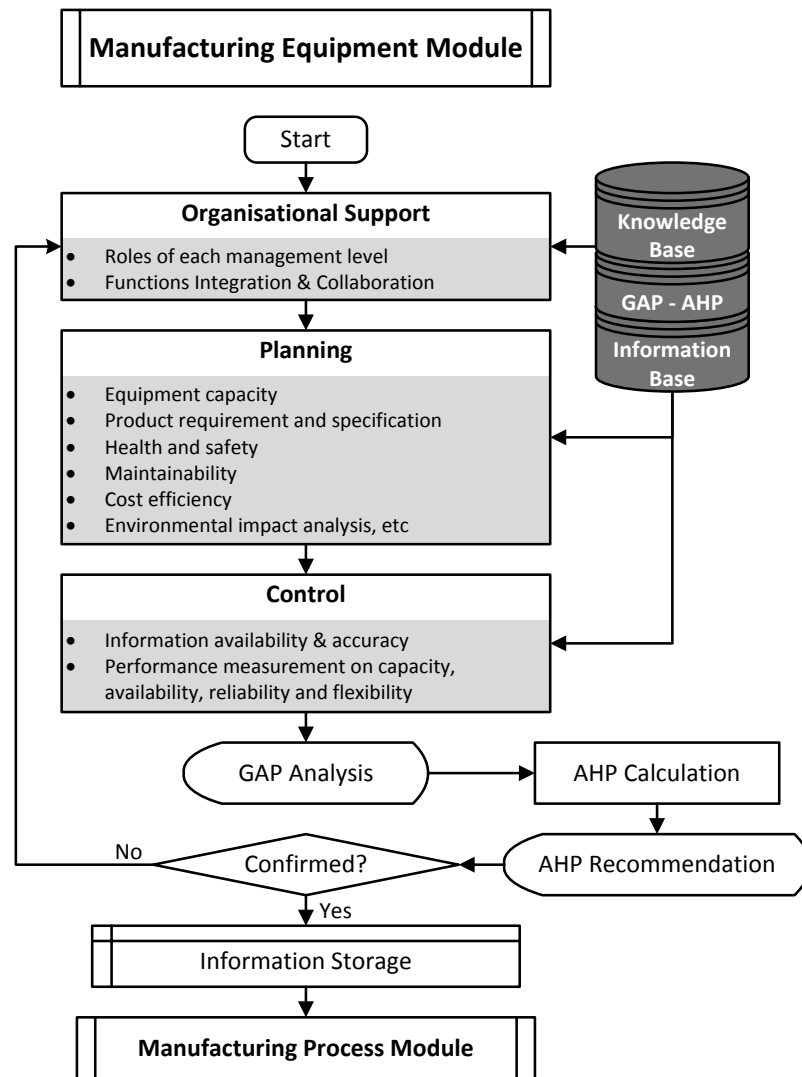 Manufacturing Equipment Module
Start
Organisational Support
• Roles of each management level
• Functions Integration & Collaboration
Knowledge
Base
GAP - AHP
Information
Base
Planning
• Equipment capacity
• Product requirement and specification
• Health and safety
• Maintainability
• Cost efficiency
• Environmental impact analysis, etc
Control
• Information availability & accuracy
• Performance measurement on capacity,
availability, reliability and flexibility
GAP Analysis
AHP Calculation
No
Confirmed?
AHP Recommendation
Yes
Information Storage
Manufacturing Process Module